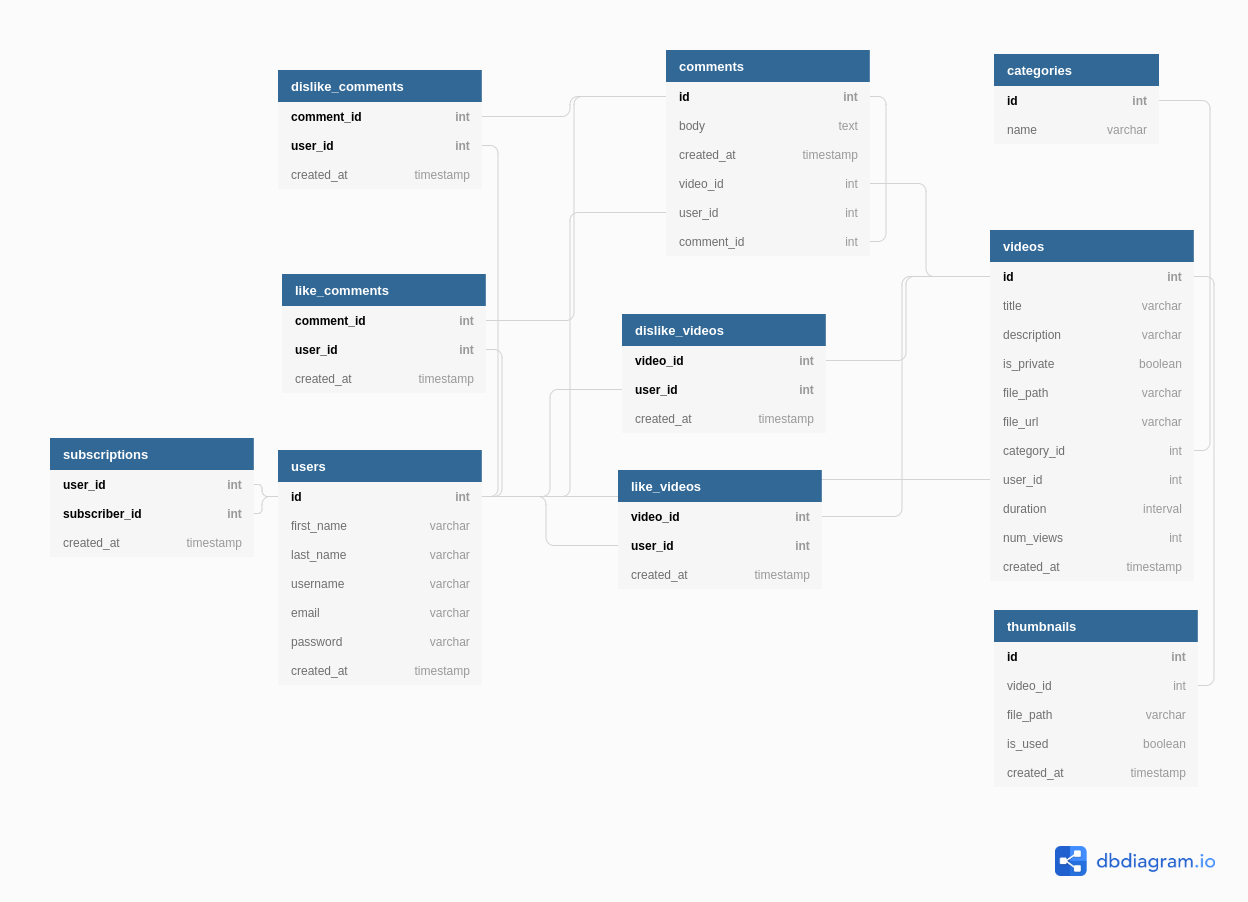 dislike_comments
comment_id int
user_id int
created_at timestamp
comments
id int
body text
created_at timestamp
video_id int
user_id int
comment_id int
categories
id int
name varchar
like_comments
comment_id int
user_id int
created_at timestamp
dislike_videos
video_id int
user_id int
created_at timestamp
videos
id int
title varchar
description varchar
is_private boolean
file_path varchar
file_url varchar
category_id int
user_id int
duration interval
num_views int
created_at timestamp
subscriptions
user_id int
subscriber_id int
created_at timestamp
users
id int
first_name varchar
last_name varchar
username varchar
email varchar
password varchar
created_at timestamp
like_videos
video_id int
user_id int
created_at timestamp
thumbnails
id int
video_id int
file_path varchar
is_used boolean
created_at timestamp
dbdiagram.io